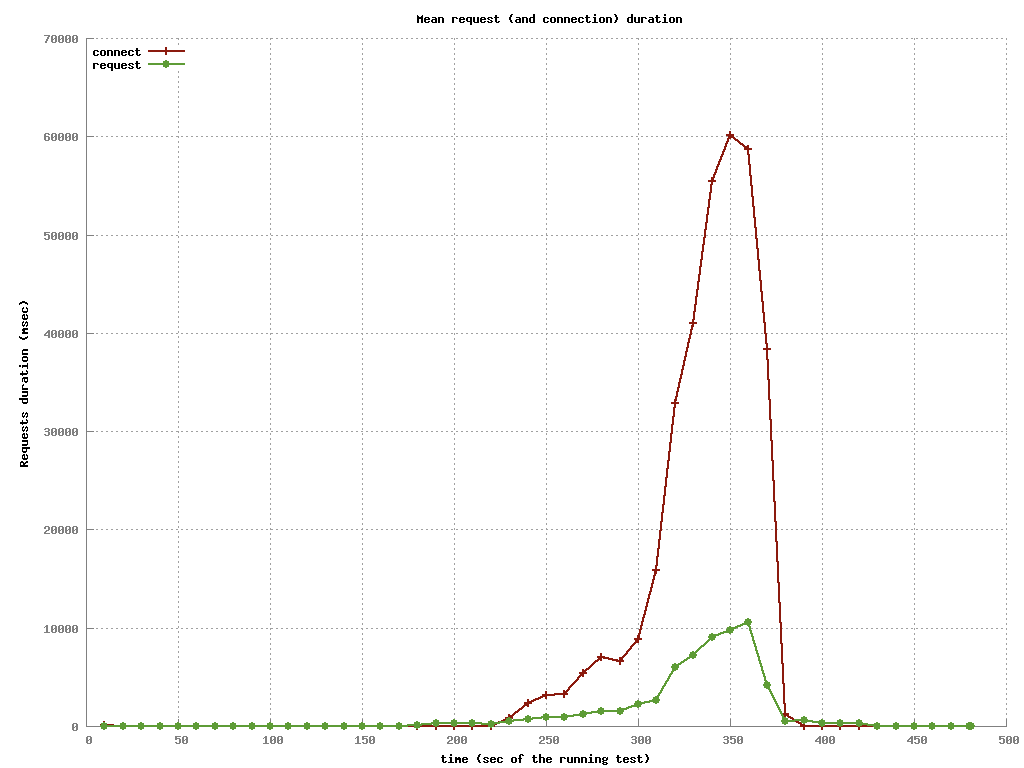 Mean request (and connection) duration
70000
connect
request
60000
50000
40000
30000
20000
10000
0
Requests duration (msec)
0 50 100 150 200 250 300 350 400 450 500
time (sec of the running test)